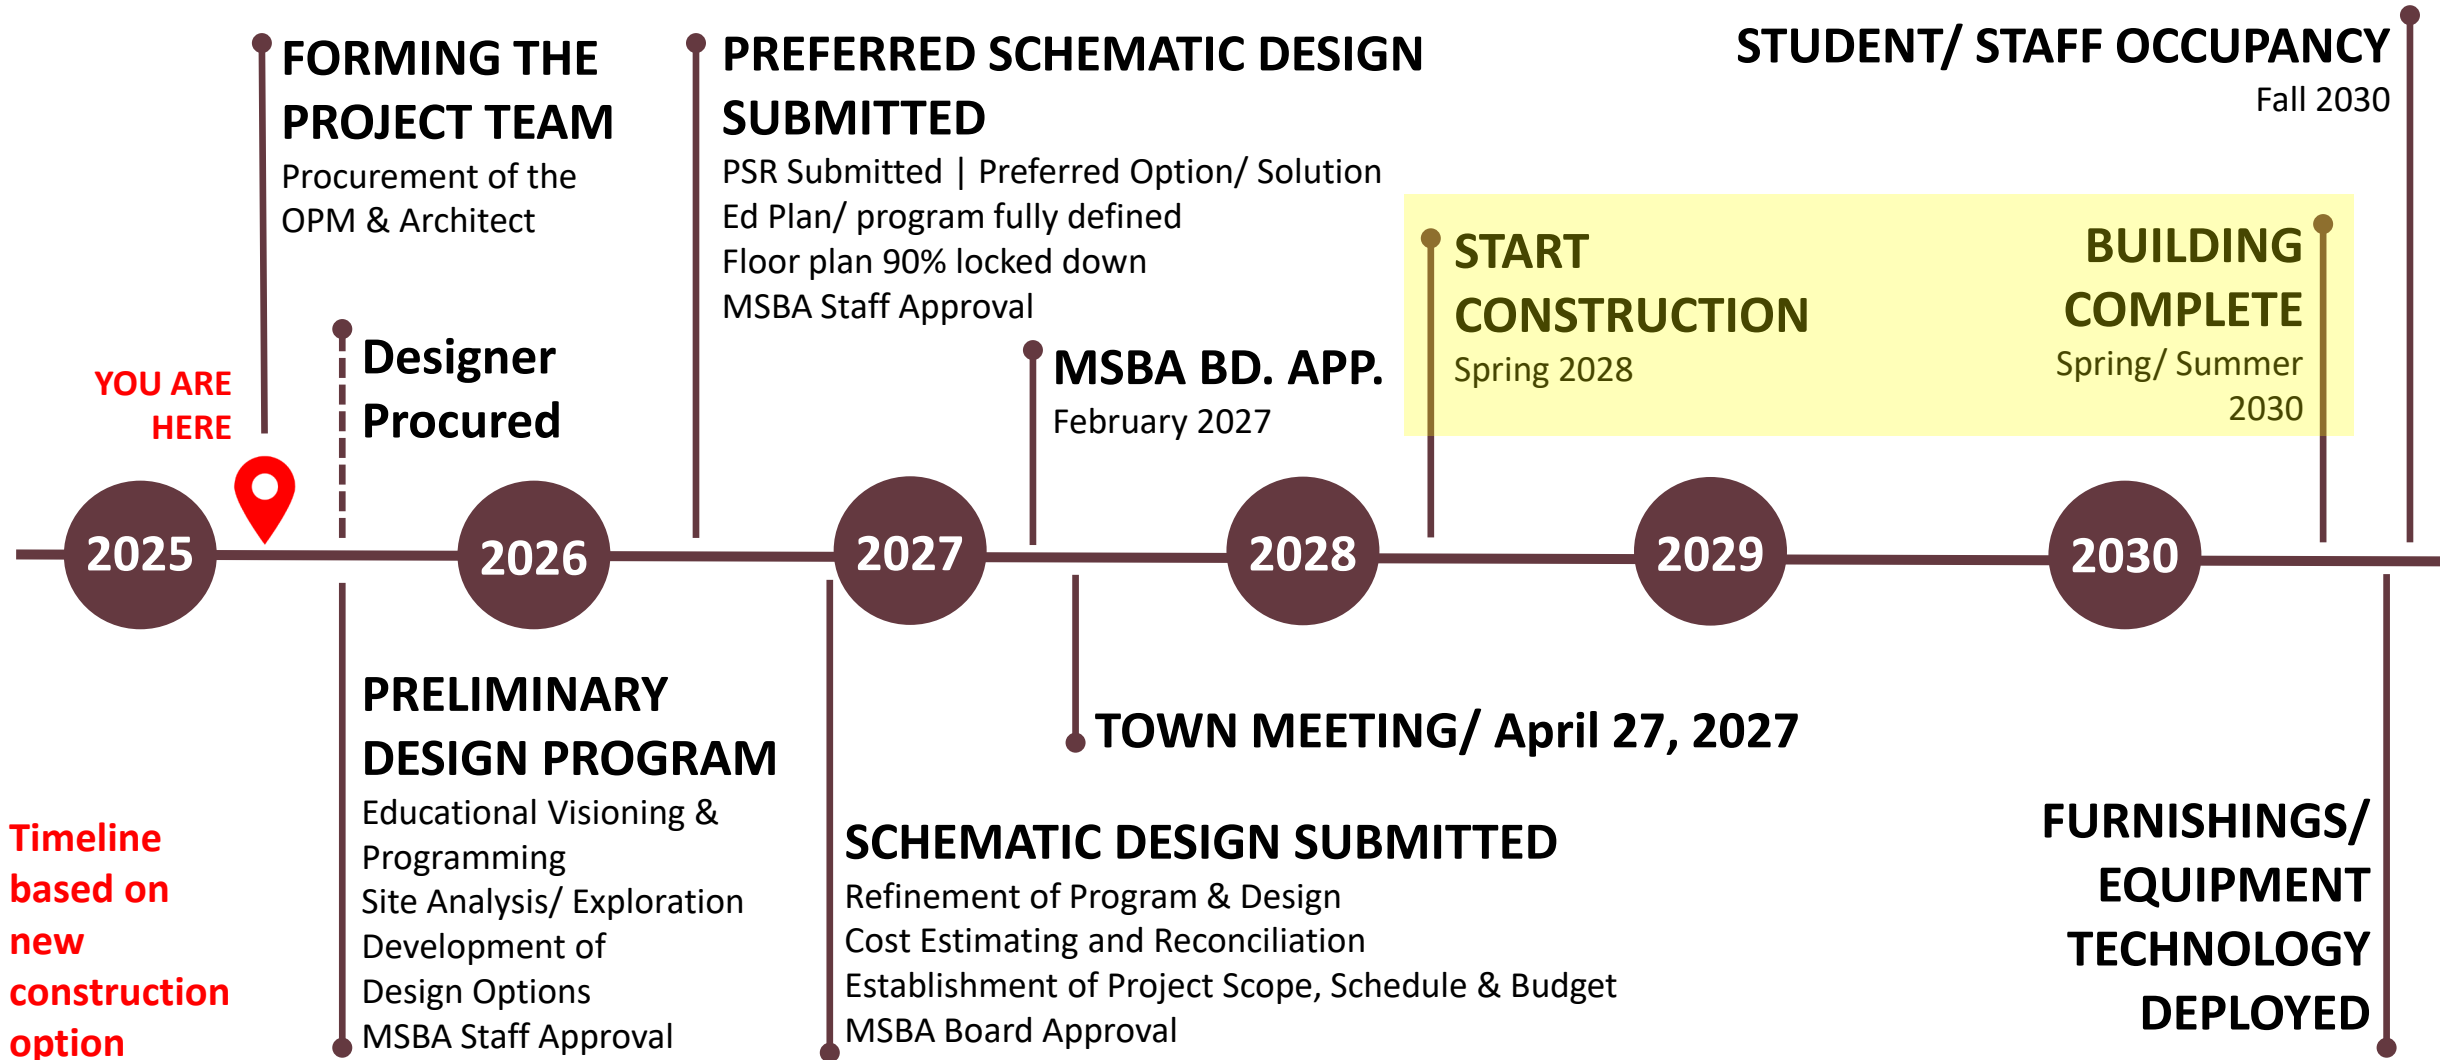 FORMING THE
PROJECT TEAM
Procurement of the
OPM & Architect
PREFERRED SCHEMATIC DESIGN
SUBMITTED
PSR Submitted | Preferred Option/ Solution
Ed Plan/ program fully defined
Floor plan 90% locked down
MSBA Staff Approval
STUDENT/ STAFF OCCUPANCY
Fall 2030
START
CONSTRUCTION
Spring 2028
BUILDING
COMPLETE
Spring/ Summer
2030
YOU ARE
HERE
Designer
Procured
MSBA BD. APP.
February 2027
2025
2026
2027
2028
2029
2030
PRELIMINARY
DESIGN PROGRAM
Educational Visioning &
Programming
Site Analysis/ Exploration
Development of
Design Options
MSBA Staff Approval
TOWN MEETING/ April 27, 2027
SCHEMATIC DESIGN SUBMITTED
Refinement of Program & Design
Cost Estimating and Reconciliation
Establishment of Project Scope, Schedule & Budget
MSBA Board Approval
FURNISHINGS/
EQUIPMENT
TECHNOLOGY
DEPLOYED
Timeline
based on
new
construction
option